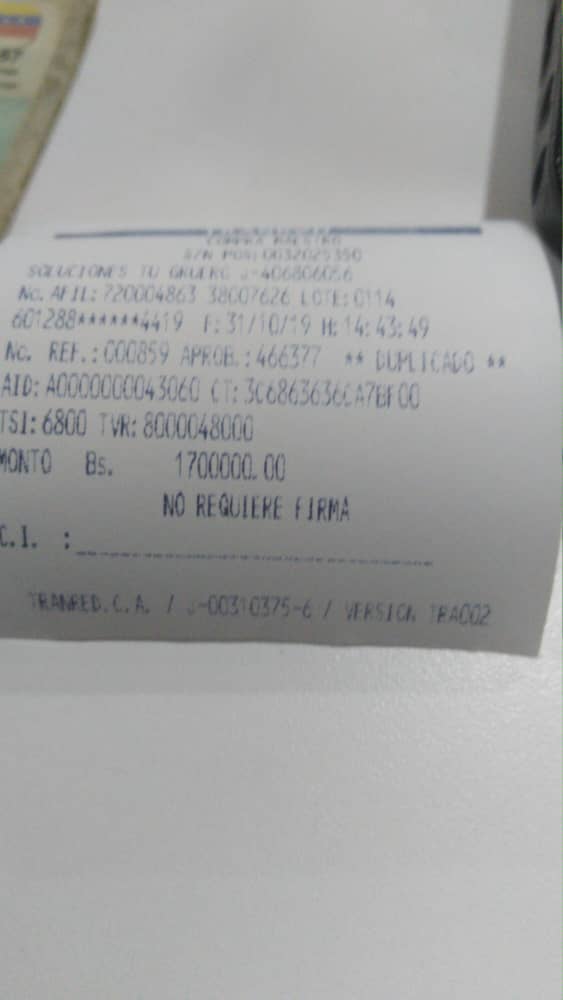 67
COMPRA MAESTRO
S/N POS: 0032025350
SOLUCIONES TU GRUERO J-406806056
No. AFIL: 720004863 38007626 LOTE: 0114
601288******4419 F: 31/10/19 H: 14:43:49
No. REF.: 000859 APROB.: 466377 ** DUPLICADO **
AID: A0000000043060 CT: 3C6863636CA7BF00
TSI: 6800 TVR: 8000048000
MONTO Bs. 1700000.00
NO REQUIERE FIRMA
C.I. :
TRANRED.C.A. / J-00310375-6 / VERSION TRA002